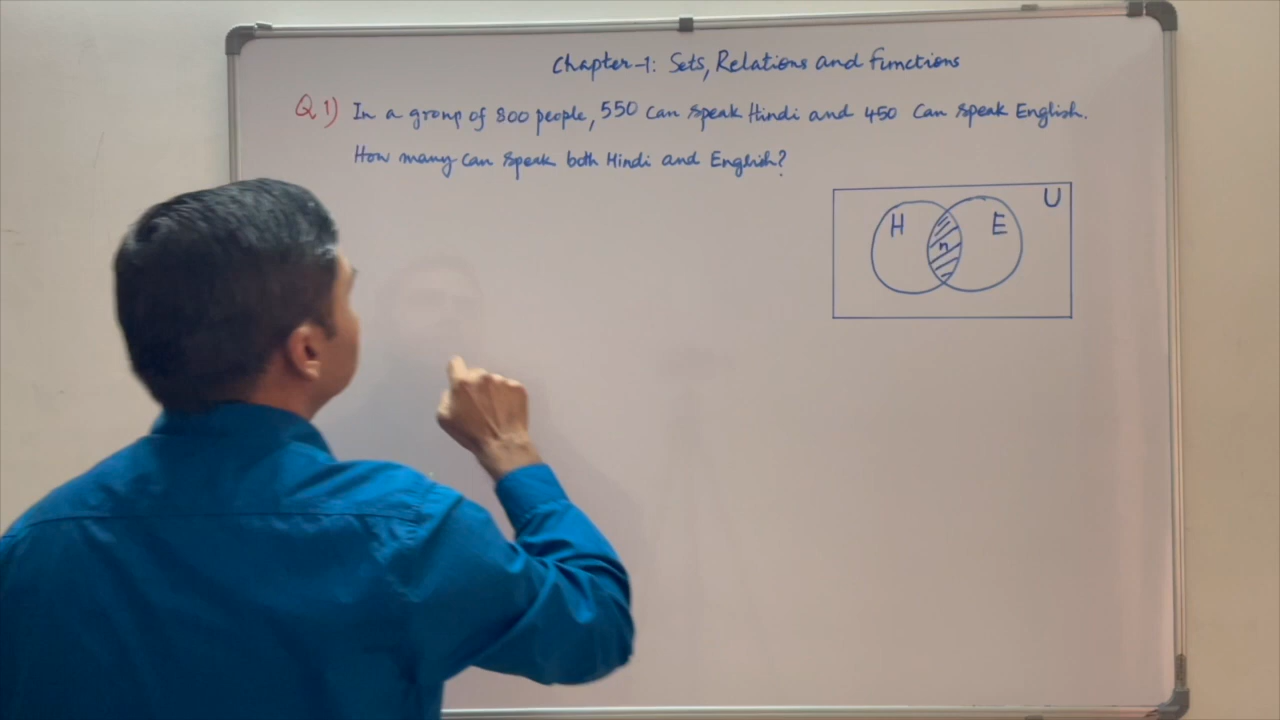 Chapter-1: Sets, Relations and Functions
Q 1) In a group of 800 people, 550 can speak Hindi and 450 can speak English.
How many can speak both Hindi and English?
U
H n E